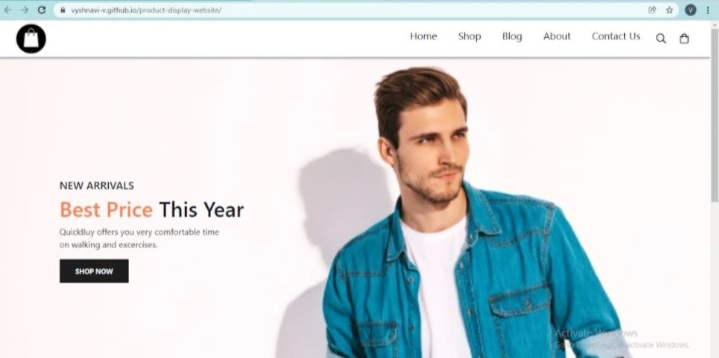 vyshnavi-v.github.io/product-display-website/
V
Home Shop Blog About Contact Us
NEW ARRIVALS
Best Price This Year
QuickBuy offers you very comfortable time
on walking and excercises.
SHOP NOW
Activate Windows
Go to Settings to activate Windows.